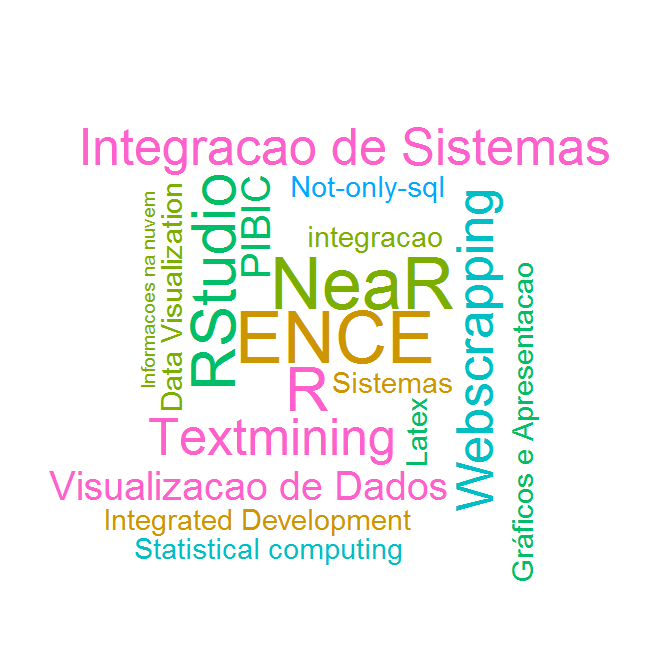 Integracao de Sistemas
Informacoes na nuvem
Data Visualization
RStudio
PIBIC
Not-only-sql
integracao
NeaR
ENCE
R
Sistemas
Latex
Webscrapping
Gráficos e Apresentacao
Textmining
Visualizacao de Dados
Integrated Development
Statistical computing